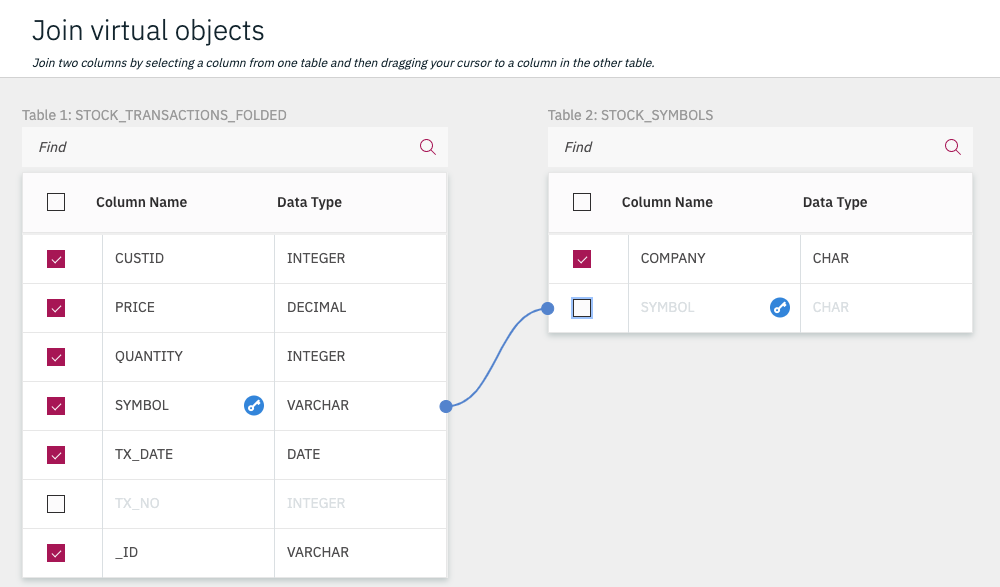 Join virtual objects
Join two columns by selecting a column from one table and then dragging your cursor to a column in the other table.
Table 1: STOCK_TRANSACTIONS_FOLDED
Find
Column Name Data Type
CUSTID INTEGER
PRICE DECIMAL
QUANTITY INTEGER
SYMBOL VARCHAR
TX_DATE DATE
TX_NO INTEGER
_ID VARCHAR
Table 2: STOCK_SYMBOLS
Find
Column Name Data Type
COMPANY CHAR
SYMBOL CHAR